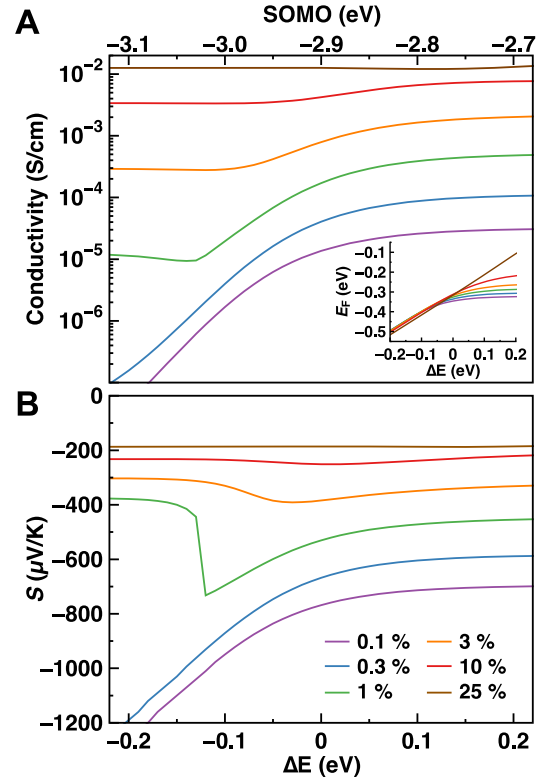 A
SOMO (eV)
−3.1 −3.0 −2.9 −2.8 −2.7
Conductivity (S/cm)
10−2
10−3
10−4
10−5
10−6
EF (eV)
−0.1
−0.2
−0.3
−0.4
−0.5
−0.2 −0.1 0 0.1 0.2
ΔE (eV)
B
S (μV/K)
0
−200
−400
−600
−800
−1000
−1200
0.1 % 3 %
0.3 % 10 %
1 % 25 %
−0.2 −0.1 0 0.1 0.2
ΔE (eV)